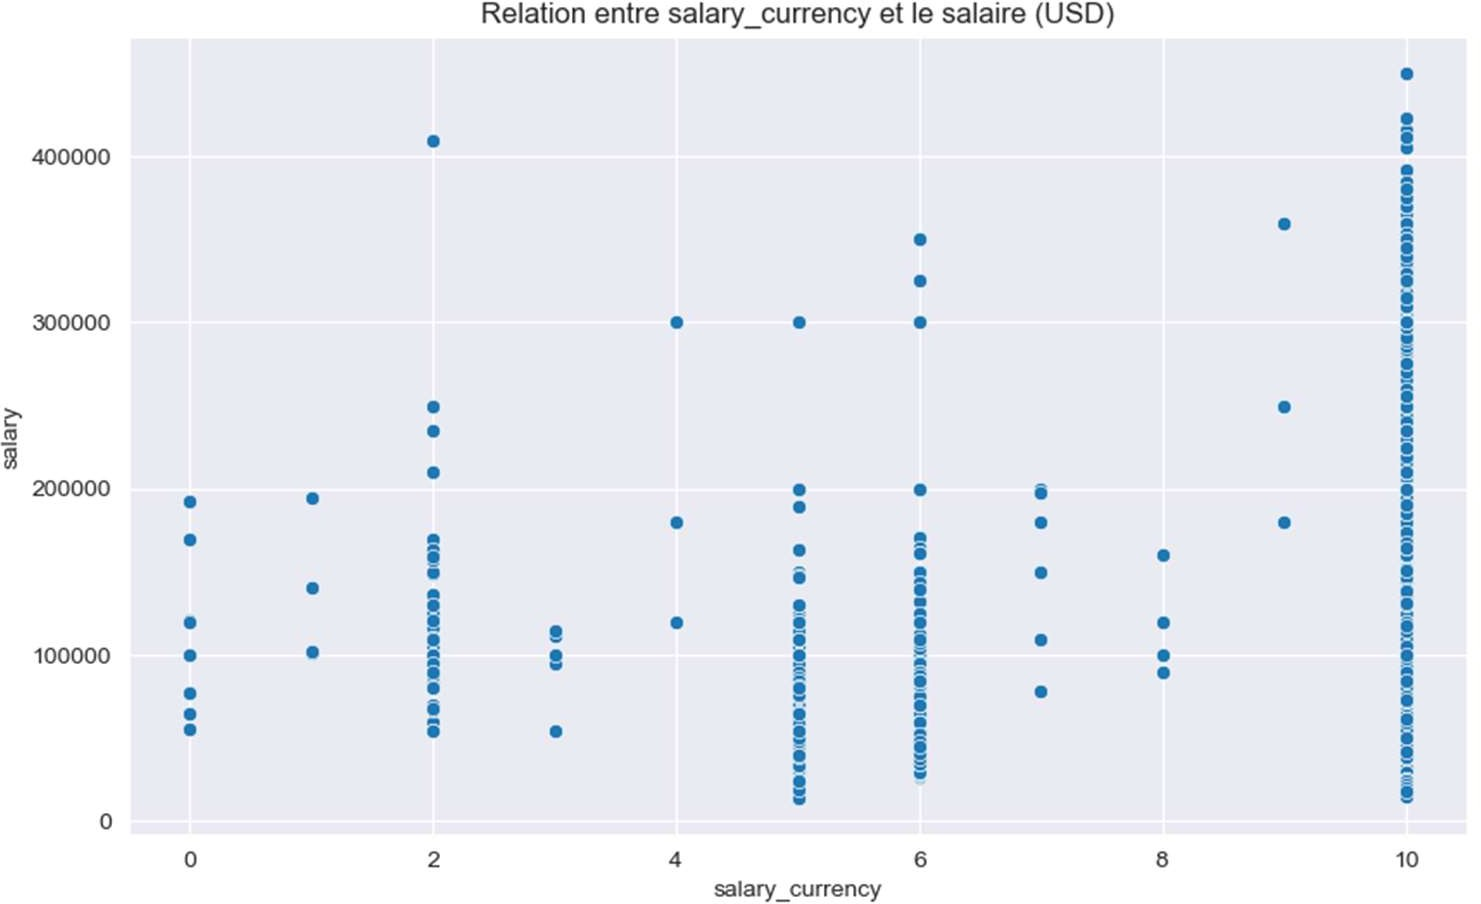 Relation entre salary_currency et le salaire (USD)
400000
300000
200000
100000
0
salary
0 2 4 6 8 10
salary_currency